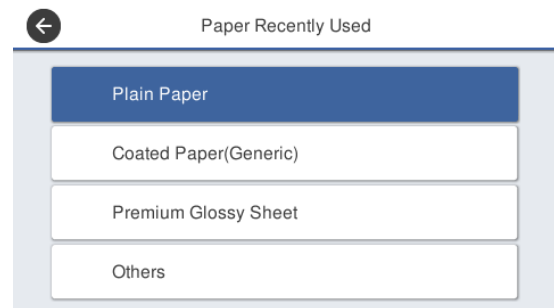 Paper Recently Used
Plain Paper
Coated Paper(Generic)
Premium Glossy Sheet
Others